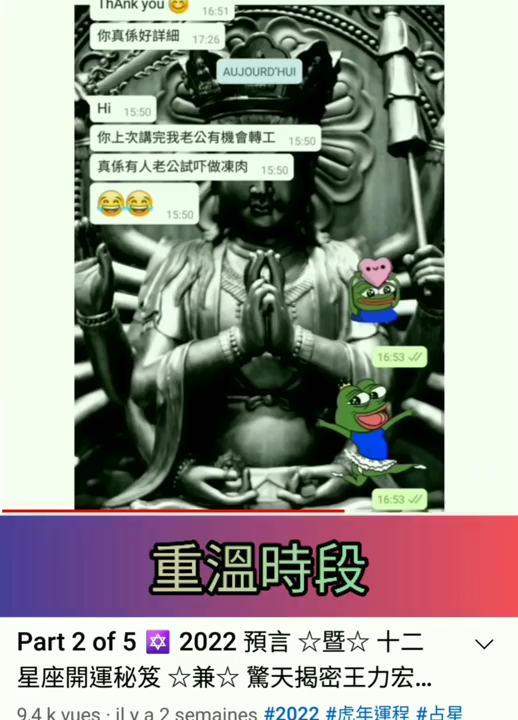 ThAnk you 😊 16:51
你真係好詳細 17:26
AUJOURD'HUI
Hi 15:50
你上次講完我老公有機會轉工 15:50
真係有人老公試吓做凍肉 15:50
😂😂 15:50
16:53
16:53
重溫時段
Part 2 of 5 🔯 2022 預言 ☆暨☆ 十二
星座開運秘笈 ☆兼☆ 驚天揭密王力宏...
9,4 k vues · il y a 2 semaines #2022 #虎年運程 #占星